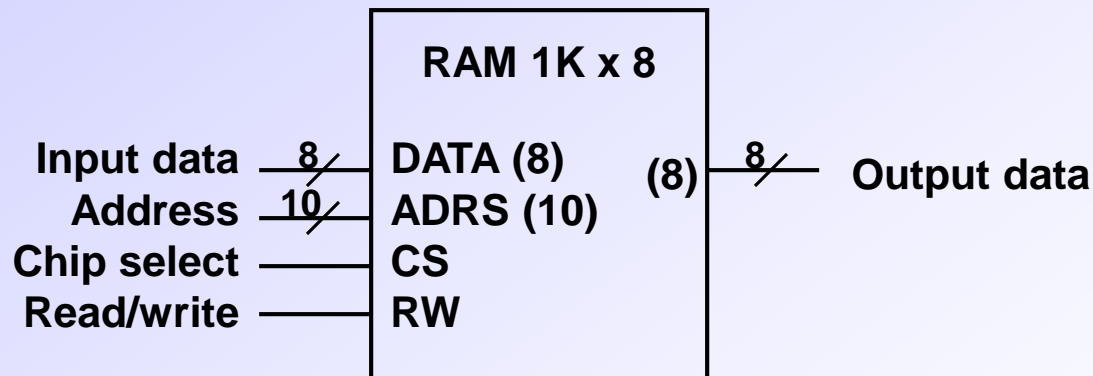 RAM 1K x 8
Input data 8 DATA (8) (8) 8 Output data
Address 10 ADRS (10)
Chip select CS
Read/write RW